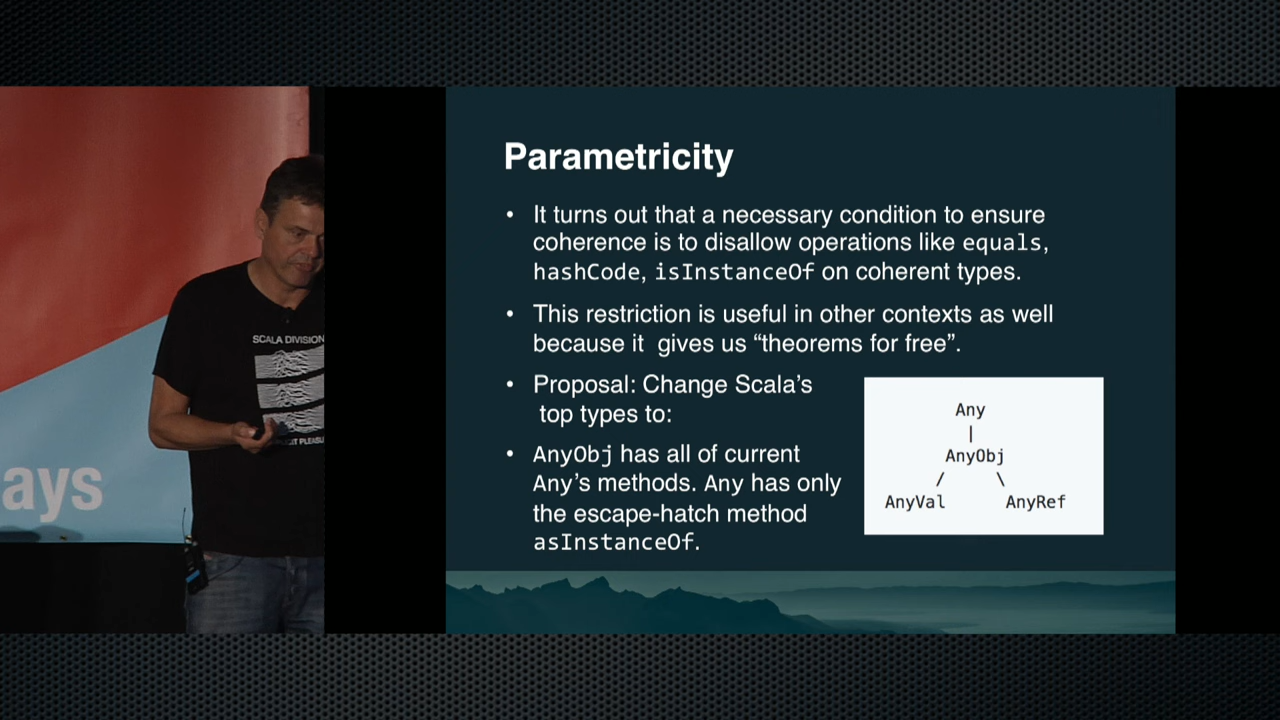 Parametricity
• It turns out that a necessary condition to ensure
coherence is to disallow operations like equals,
hashCode, isInstanceOf on coherent types.
• This restriction is useful in other contexts as well
because it gives us “theorems for free”.
• Proposal: Change Scala’s
top types to:
• AnyObj has all of current
Any’s methods. Any has only
the escape-hatch method
asInstanceOf.
Any
|
AnyObj
/ \
AnyVal AnyRef
SCALA DIVISION
PLEASU
ays